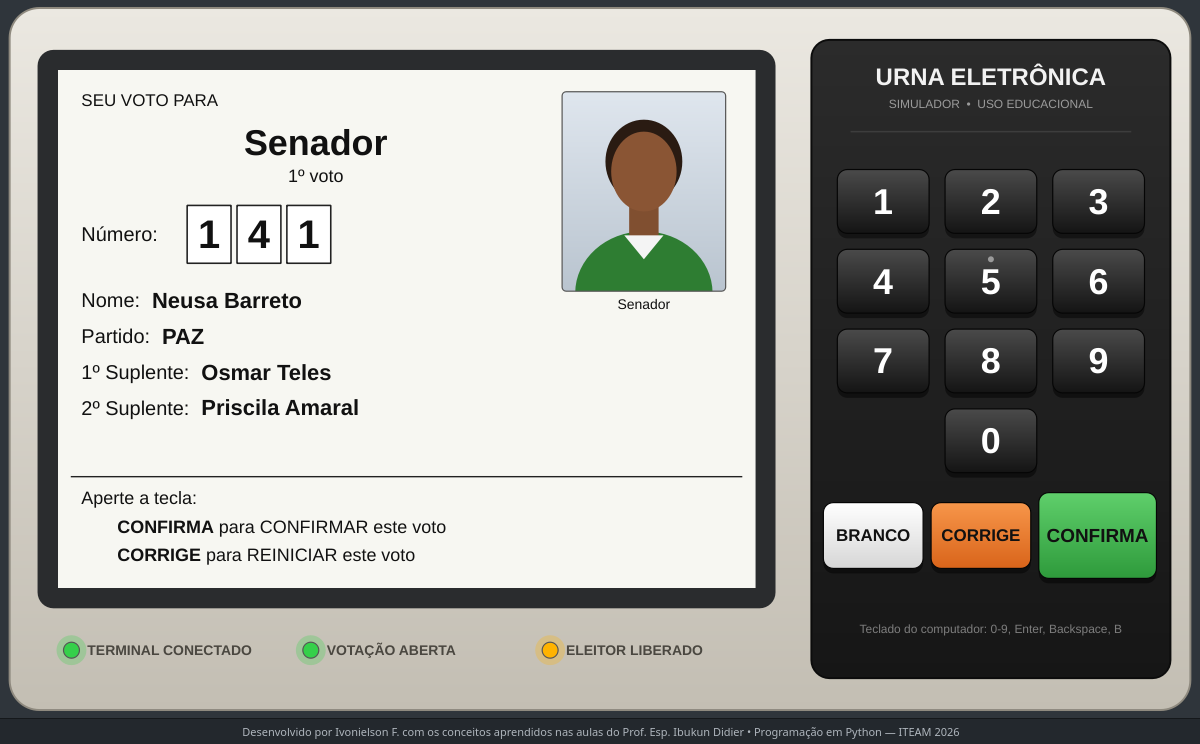 SEU VOTO PARA
Senador
1º voto
Número: 1 4 1
Nome: Neusa Barreto
Partido: PAZ
1º Suplente: Osmar Teles
2º Suplente: Priscila Amaral
Senador
Aperte a tecla:
CONFIRMA para CONFIRMAR este voto
CORRIGE para REINICIAR este voto
TERMINAL CONECTADO
VOTAÇÃO ABERTA
ELEITOR LIBERADO
URNA ELETRÔNICA
SIMULADOR • USO EDUCACIONAL
1 2 3
4 5 6
7 8 9
0
BRANCO CORRIGE CONFIRMA
Teclado do computador: 0-9, Enter, Backspace, B
Desenvolvido por Ivonielson F. com os conceitos aprendidos nas aulas do Prof. Esp. Ibukun Didier • Programação em Python — ITEAM 2026